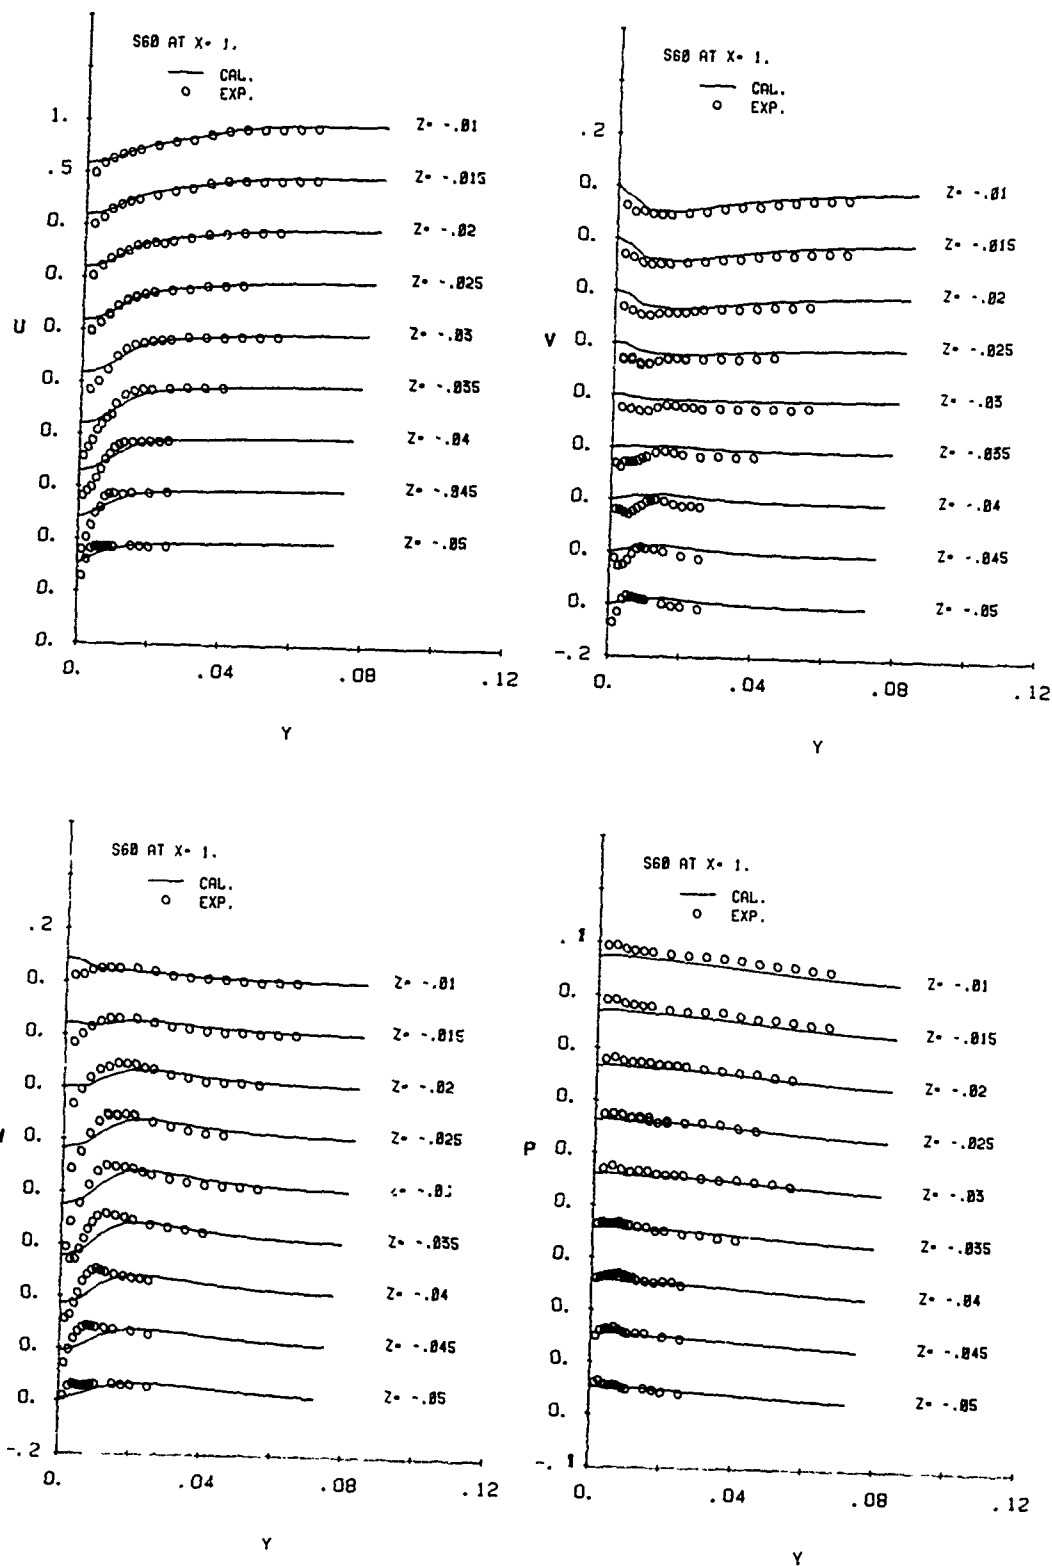 S60 AT X= 1.
CAL.
EXP.
1.
.5
0.
0.
U 0.
0.
0.
0.
0.
0.
0.
Z= -.01
Z= -.015
Z= -.02
Z= -.025
Z= -.03
Z= -.035
Z= -.04
Z= -.045
Z= -.05
0. .04 .08 .12
Y
S60 AT X= 1.
CAL.
EXP.
.2
0.
0.
0.
V 0.
0.
0.
0.
0.
0.
-.2
Z= -.01
Z= -.015
Z= -.02
Z= -.025
Z= -.03
Z= -.035
Z= -.04
Z= -.045
Z= -.05
0. .04 .08 .12
Y
S60 AT X= 1.
CAL.
EXP.
.2
0.
0.
0.
0.
0.
0.
0.
0.
0.
-.2
Z= -.01
Z= -.015
Z= -.02
Z= -.025
Z= -.035
Z= -.04
Z= -.045
Z= -.05
0. .04 .08 .12
Y
S60 AT X= 1.
CAL.
EXP.
.1
0.
0.
0.
P 0.
0.
0.
0.
0.
0.
-.1
Z= -.01
Z= -.015
Z= -.02
Z= -.025
Z= -.03
Z= -.035
Z= -.04
Z= -.045
Z= -.05
0. .04 .08 .12
Y